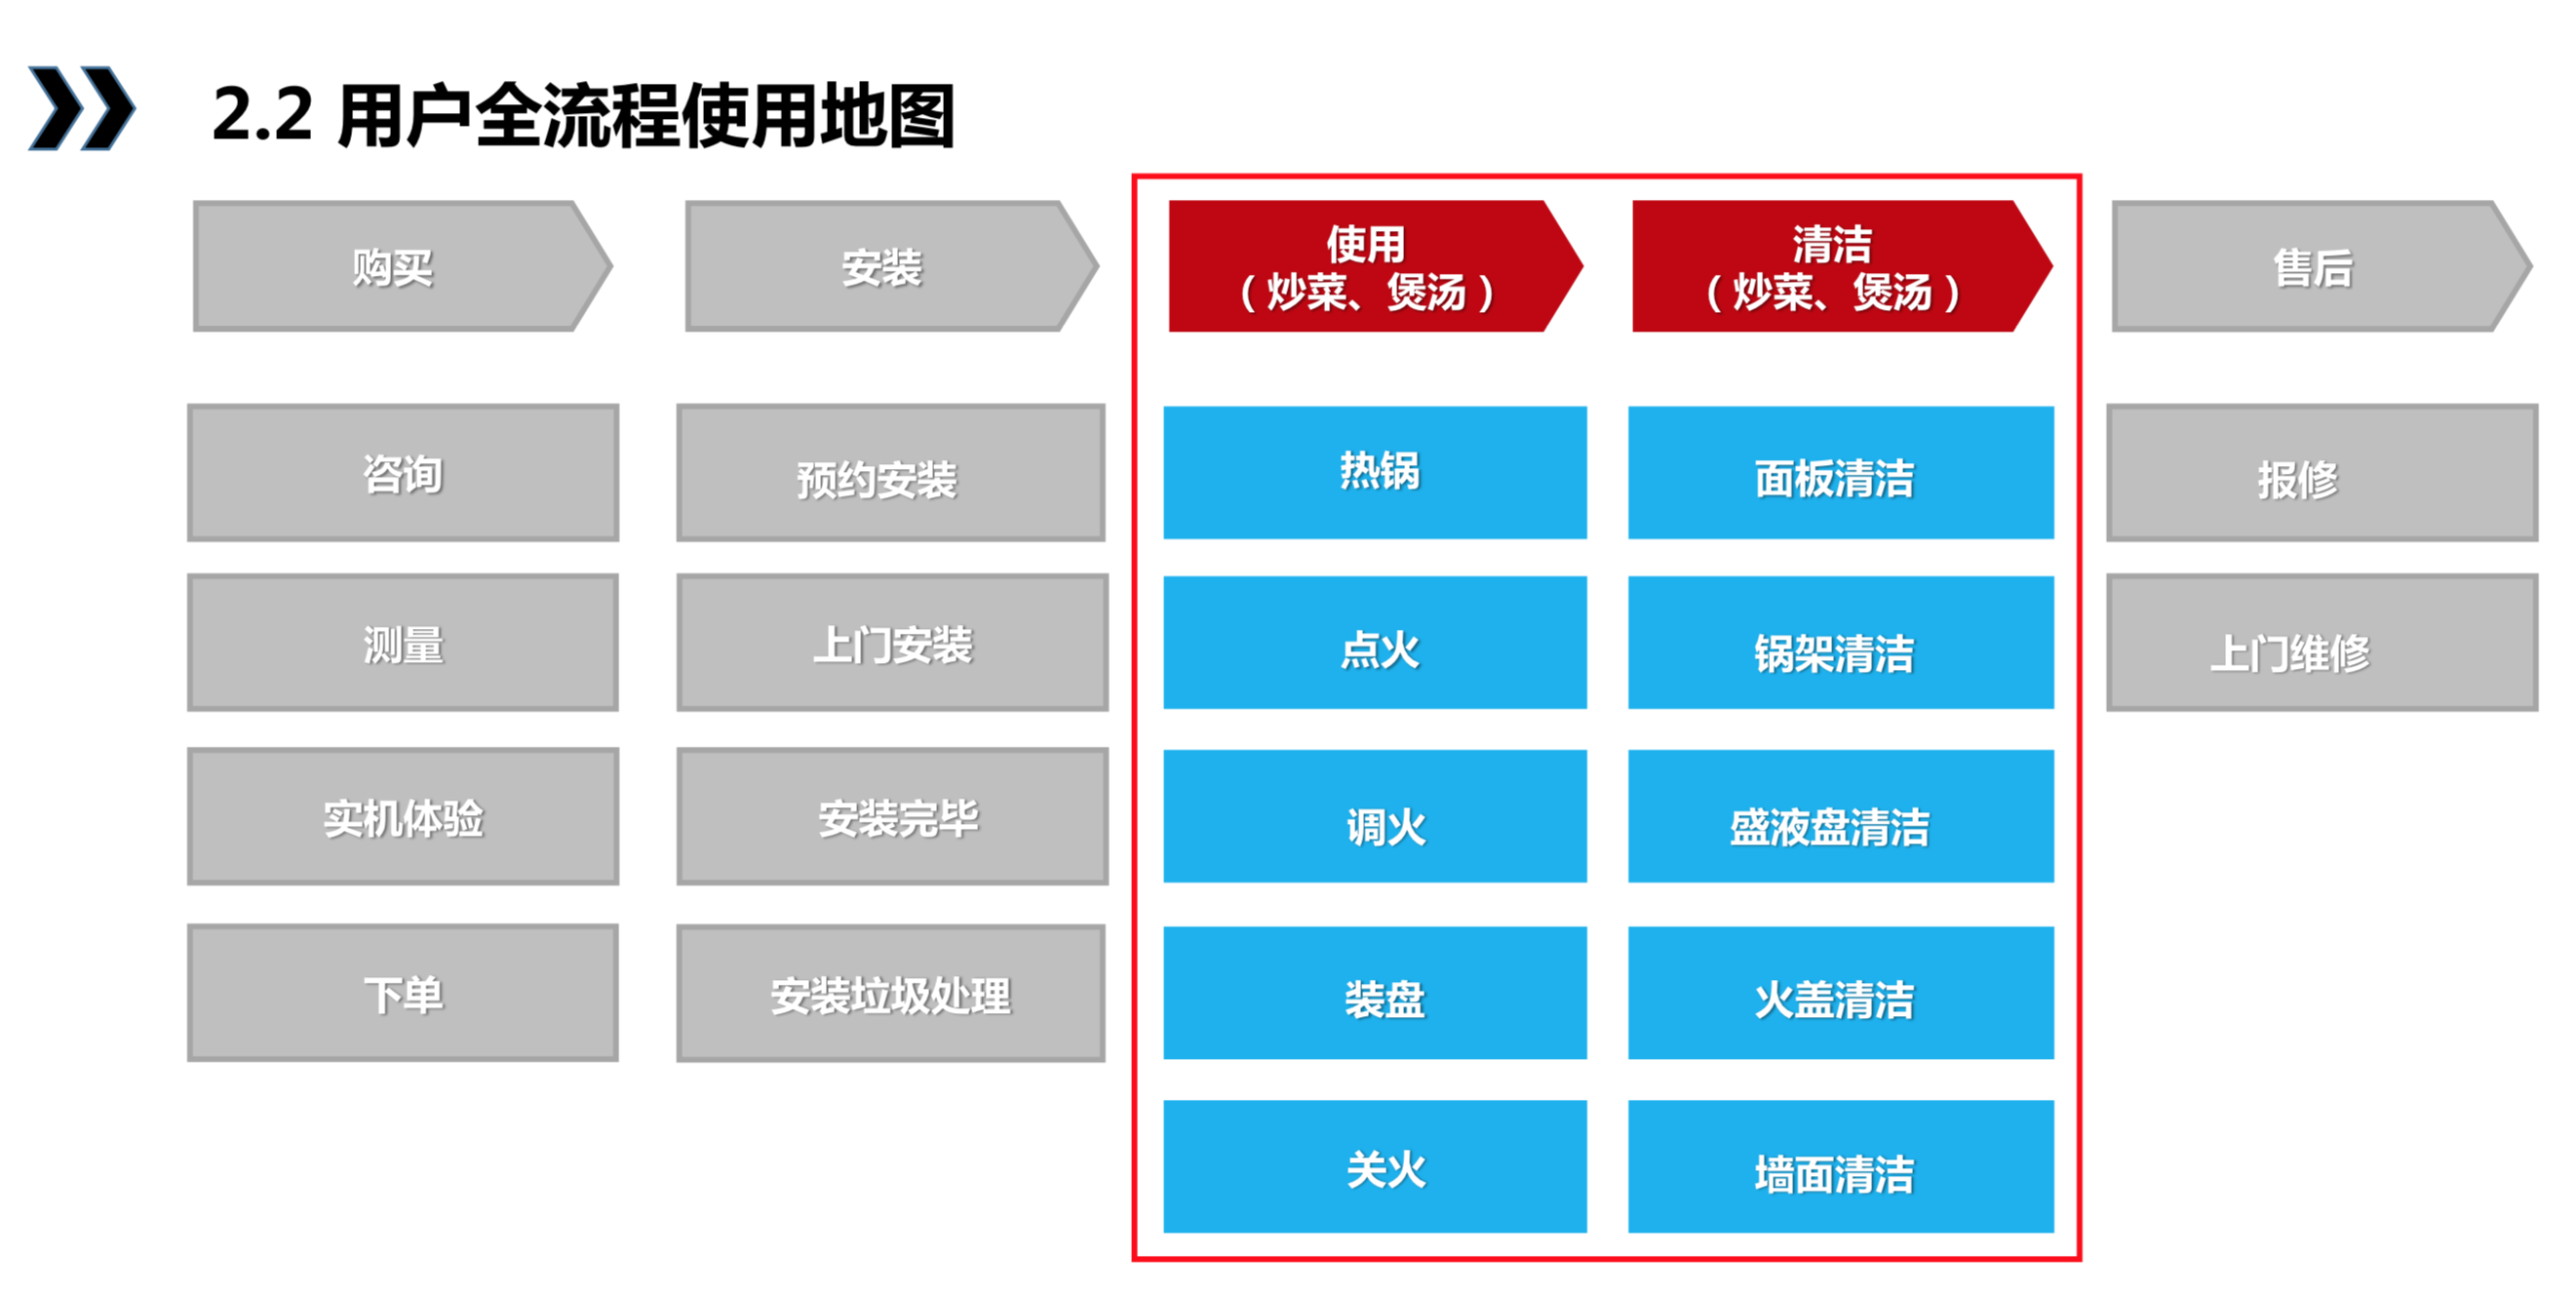 2.2 用户全流程使用地图
购买
安装
使用
（炒菜、煲汤）
清洁
（炒菜、煲汤）
售后
咨询
预约安装
热锅
面板清洁
报修
测量
上门安装
点火
锅架清洁
上门维修
实机体验
安装完毕
调火
盛液盘清洁
下单
安装垃圾处理
装盘
火盖清洁
关火
墙面清洁